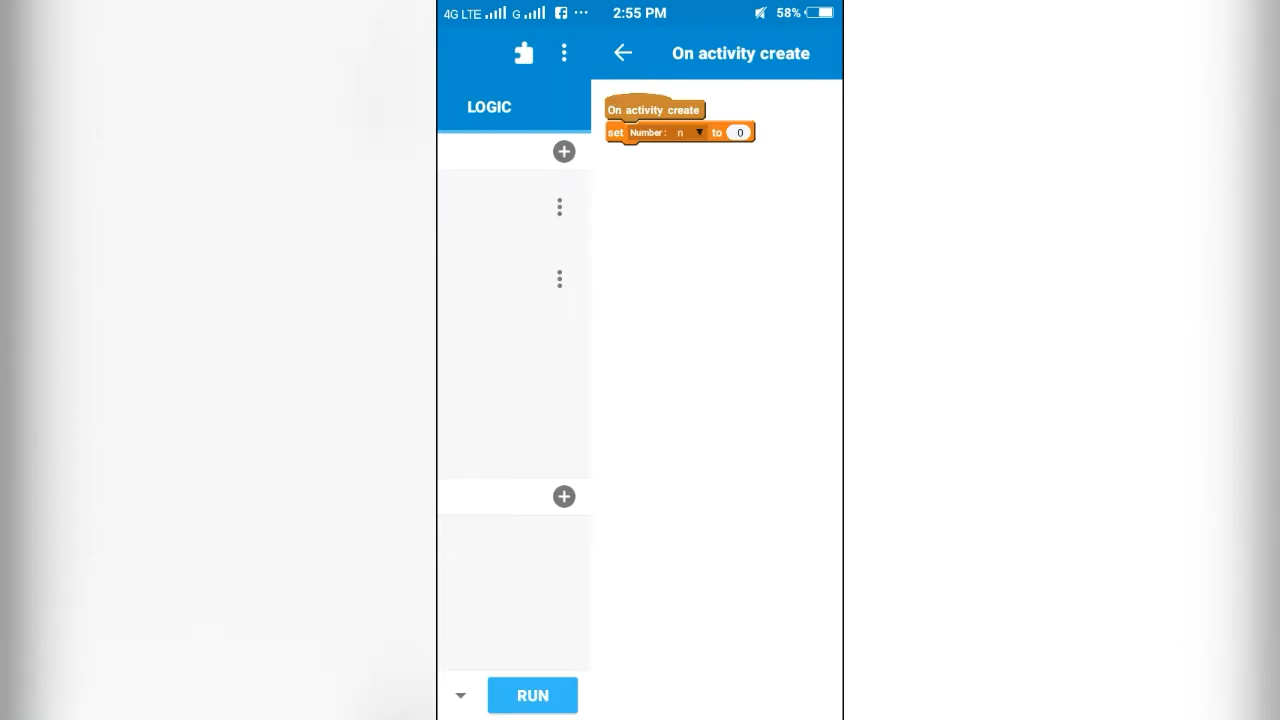 4G LTE G 2:55 PM 58%
On activity create
LOGIC
On activity create
set Number: n to 0
RUN